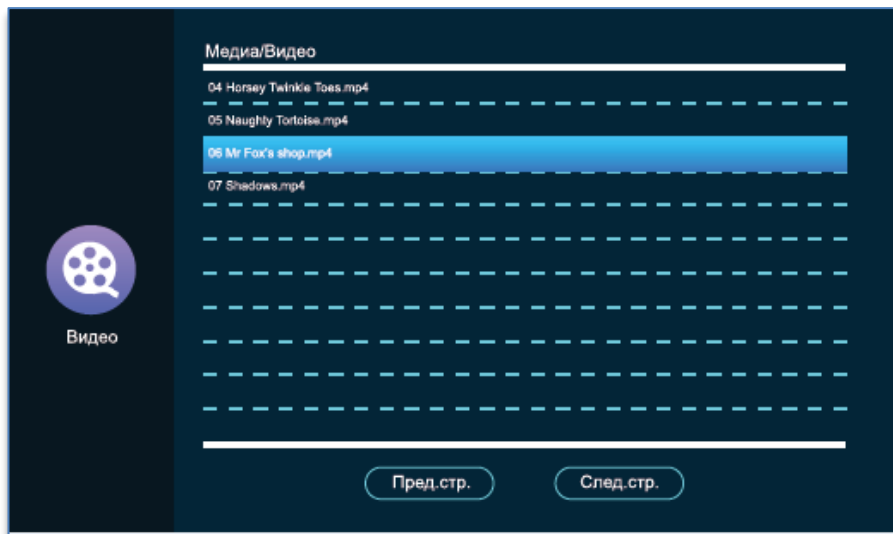 Медиа/Видео
04 Horsey Twinkle Toes.mp4
05 Naughty Tortoise.mp4
06 Mr Fox's shop.mp4
07 Shadows.mp4
Видео
Пред.стр.
След.стр.